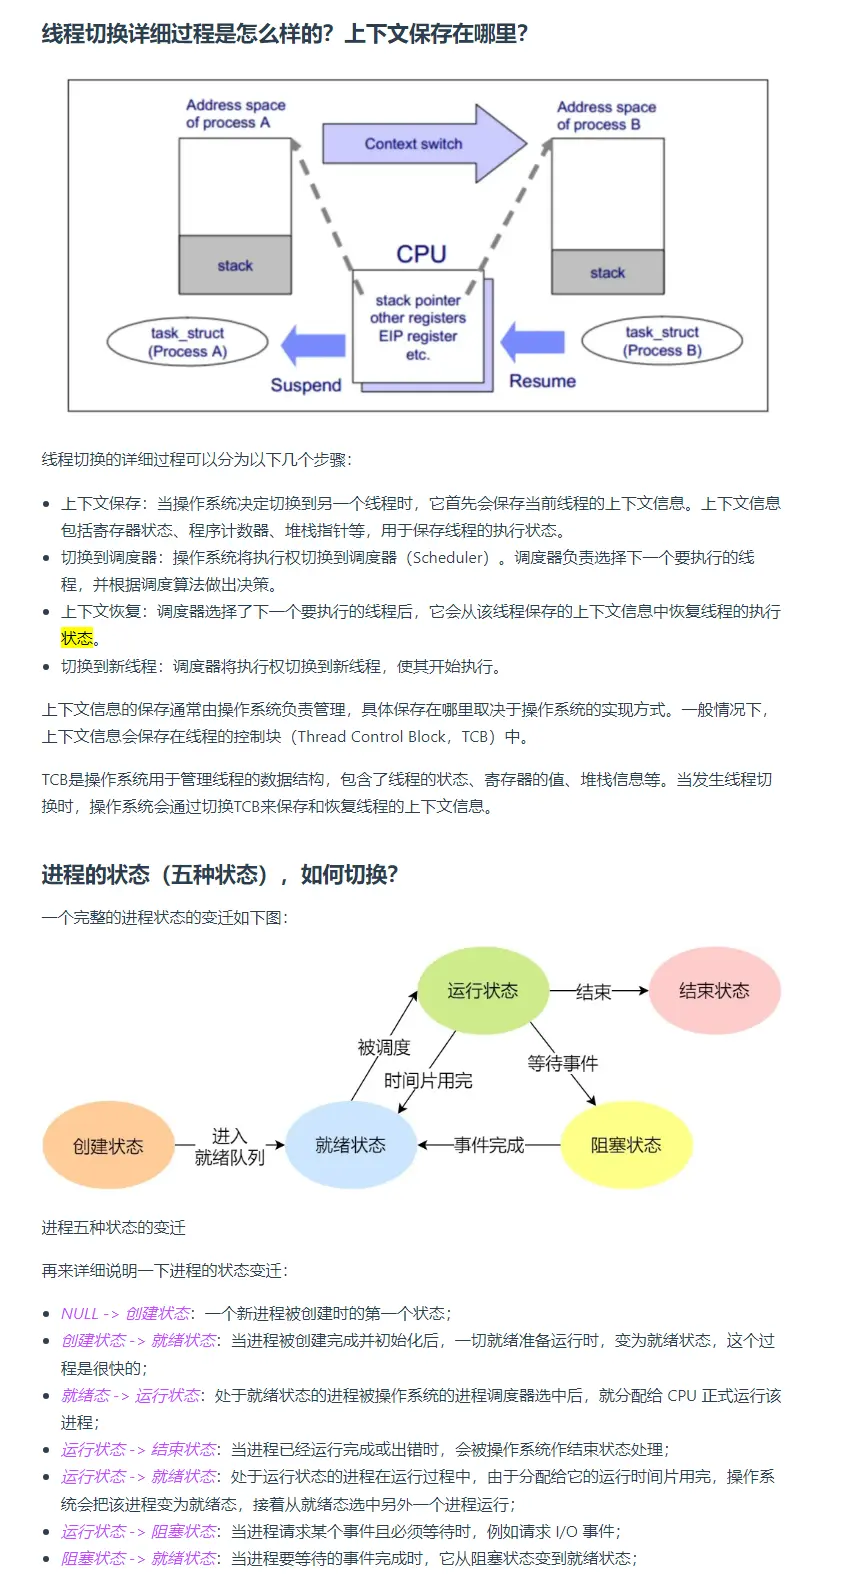 线程切换详细过程是怎么样的？上下文保存在哪里？
Address space
of process A
Context switch
Address space
of process B
stack
CPU
stack
stack pointer
other registers
EIP register
etc.
task_struct
(Process A)
Suspend
Resume
task_struct
(Process B)
线程切换的详细过程可以分为以下几个步骤：
• 上下文保存：当操作系统决定切换到另一个线程时，它首先会保存当前线程的上下文信息。上下文信息
包括寄存器状态、程序计数器、堆栈指针等，用于保存线程的执行状态。
• 切换到调度器：操作系统将执行权切换到调度器（Scheduler）。调度器负责选择下一个要执行的线
程，并根据调度算法做出决策。
• 上下文恢复：调度器选择了下一个要执行的线程后，它会从该线程保存的上下文信息中恢复线程的执行
状态。
• 切换到新线程：调度器将执行权切换到新线程，使其开始执行。
上下文信息的保存通常由操作系统负责管理，具体保存在哪里取决于操作系统的实现方式。一般情况下，
上下文信息会保存在线程的控制块（Thread Control Block，TCB）中。
TCB是操作系统用于管理线程的数据结构，包含了线程的状态、寄存器的值、堆栈信息等。当发生线程切
换时，操作系统会通过切换TCB来保存和恢复线程的上下文信息。
进程的状态（五种状态），如何切换？
一个完整的进程状态的变迁如下图：
运行状态
结束
结束状态
被调度
时间片用完
等待事件
创建状态
进入
就绪队列
就绪状态
事件完成
阻塞状态
进程五种状态的变迁
再来详细说明一下进程的状态变迁：
• NULL -> 创建状态：一个新进程被创建时的第一个状态；
• 创建状态 -> 就绪状态：当进程被创建完成并初始化后，一切就绪准备运行时，变为就绪状态，这个过
程是很快的；
• 就绪态 -> 运行状态：处于就绪状态的进程被操作系统的进程调度器选中后，就分配给 CPU 正式运行该
进程；
• 运行状态 -> 结束状态：当进程已经运行完成或出错时，会被操作系统作结束状态处理；
• 运行状态 -> 就绪状态：处于运行状态的进程在运行过程中，由于分配给它的运行时间片用完，操作系
统会把该进程变为就绪态，接着从就绪态选中另外一个进程运行；
• 运行状态 -> 阻塞状态：当进程请求某个事件且必须等待时，例如请求 I/O 事件；
• 阻塞状态 -> 就绪状态：当进程要等待的事件完成时，它从阻塞状态变到就绪状态；